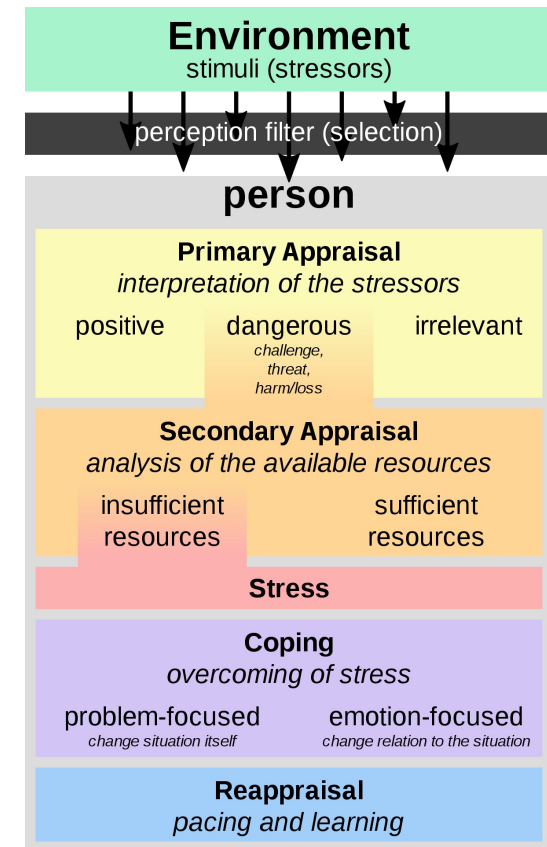 Environment
stimuli (stressors)
perception filter (selection)
person
Primary Appraisal
interpretation of the stressors
positive dangerous irrelevant
challenge,
threat,
harm/loss
Secondary Appraisal
analysis of the available resources
insufficient sufficient
resources resources
Stress
Coping
overcoming of stress
problem-focused emotion-focused
change situation itself change relation to the situation
Reappraisal
pacing and learning